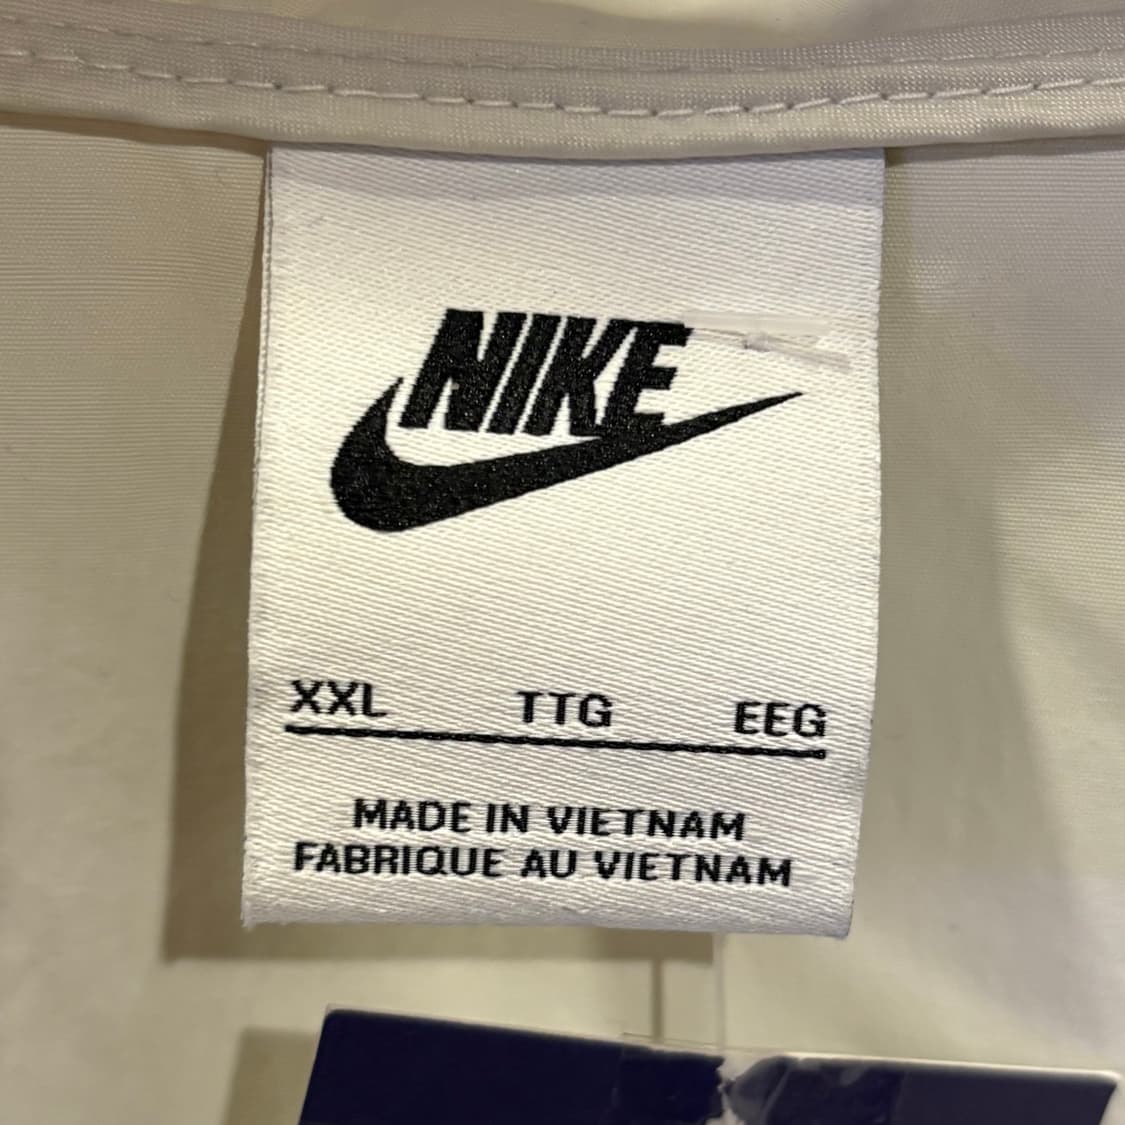 NIKE
XXL TTG EEG
MADE IN VIETNAM
FABRIQUE AU VIETNAM